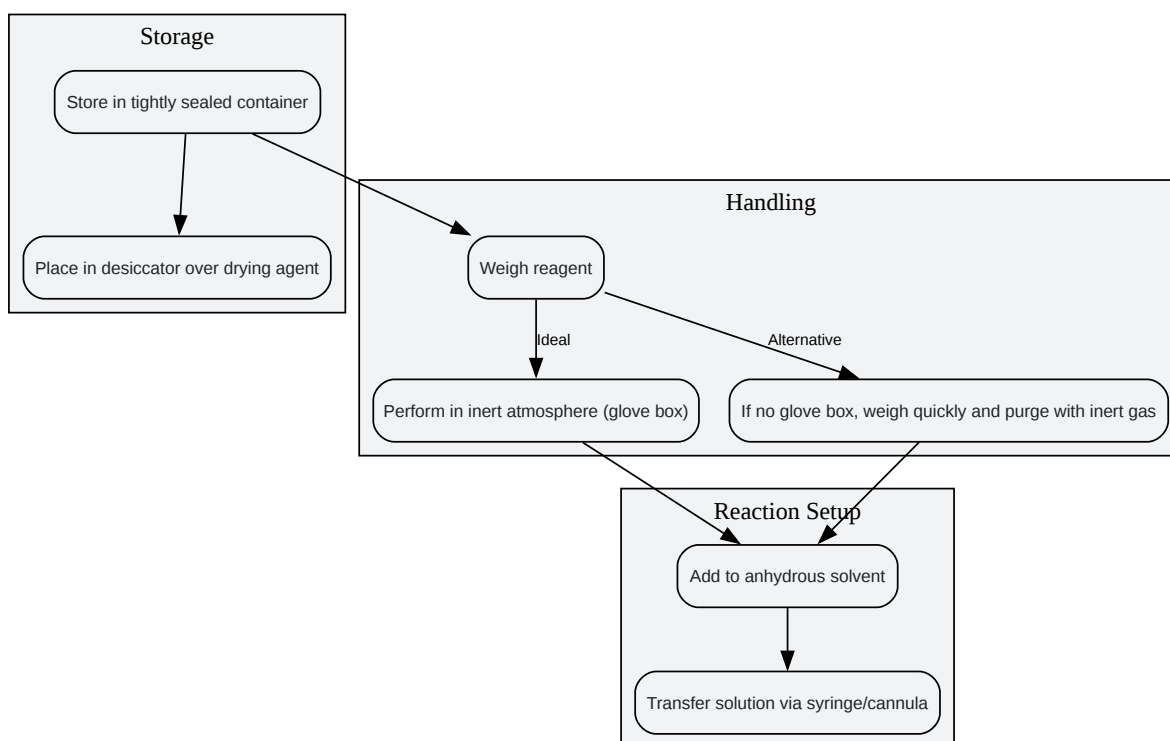 Storage
Store in tightly sealed container
Place in desiccator over drying agent
Handling
Weigh reagent
Ideal
Alternative
Perform in inert atmosphere (glove box)
If no glove box, weigh quickly and purge with inert gas
Reaction Setup
Add to anhydrous solvent
Transfer solution via syringe/cannula